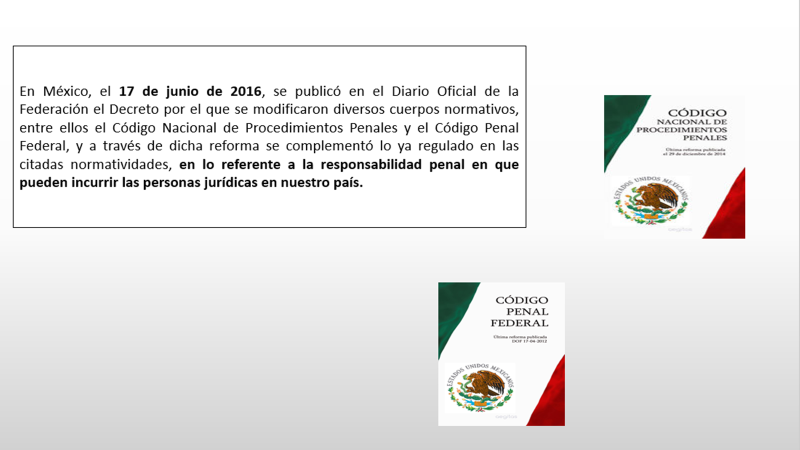 En México, el 17 de junio de 2016, se publicó en el Diario Oficial de la
Federación el Decreto por el que se modificaron diversos cuerpos normativos,
entre ellos el Código Nacional de Procedimientos Penales y el Código Penal
Federal, y a través de dicha reforma se complementó lo ya regulado en las
citadas normatividades, en lo referente a la responsabilidad penal en que
pueden incurrir las personas jurídicas en nuestro país.
CÓDIGO
NACIONAL DE
PROCEDIMIENTOS
PENALES
Última reforma publicada
el 29 de diciembre de 2014
ESTADOS UNIDOS MEXICANOS
CÓDIGO
PENAL
FEDERAL
Última reforma publicada
DOF 17-04-2012
ESTADOS UNIDOS MEXICANOS